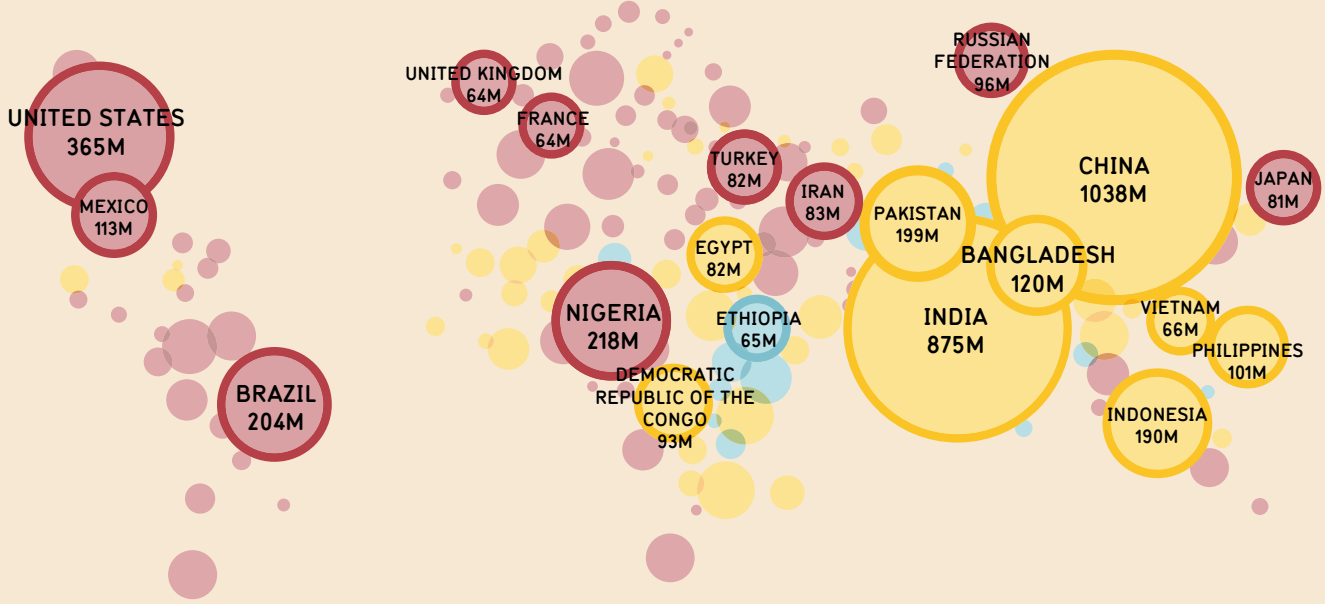 UNITED STATES
365M
MEXICO
113M
BRAZIL
204M
UNITED KINGDOM
64M
FRANCE
64M
NIGERIA
218M
DEMOCRATIC
REPUBLIC OF THE
CONGO
93M
TURKEY
82M
EGYPT
82M
ETHIOPIA
65M
IRAN
83M
PAKISTAN
199M
INDIA
875M
RUSSIAN
FEDERATION
96M
CHINA
1038M
BANGLADESH
120M
VIETNAM
66M
PHILIPPINES
101M
INDONESIA
190M
JAPAN
81M